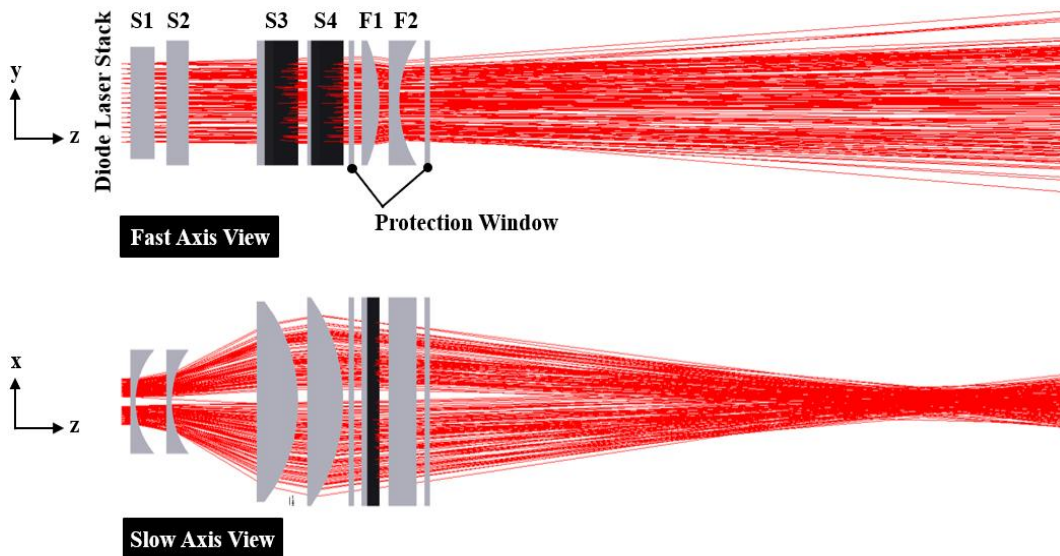 S1 S2 S3 S4 F1 F2
y
z
Diode Laser Stack
Protection Window
Fast Axis View
x
z
Slow Axis View